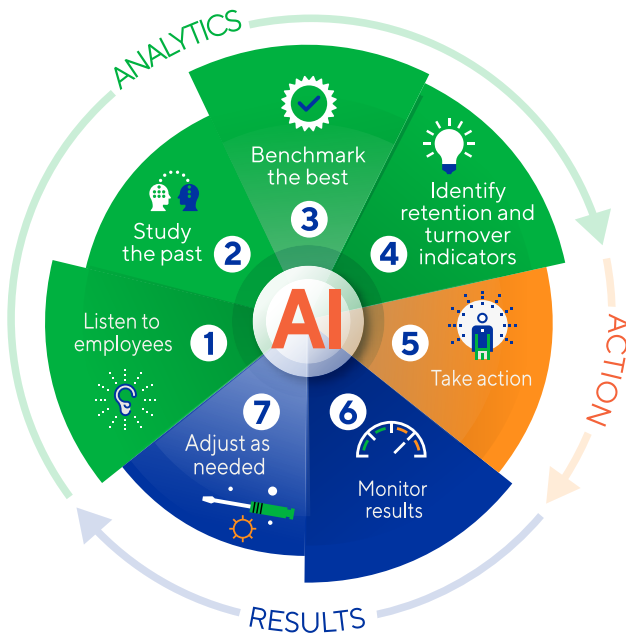 ANALYTICS
1
Listen to
employees
2
Study
the past
3
Benchmark
the best
4
Identify
retention and
turnover
indicators
ACTION
5
Take action
RESULTS
6
Monitor
results
7
Adjust as
needed
AI